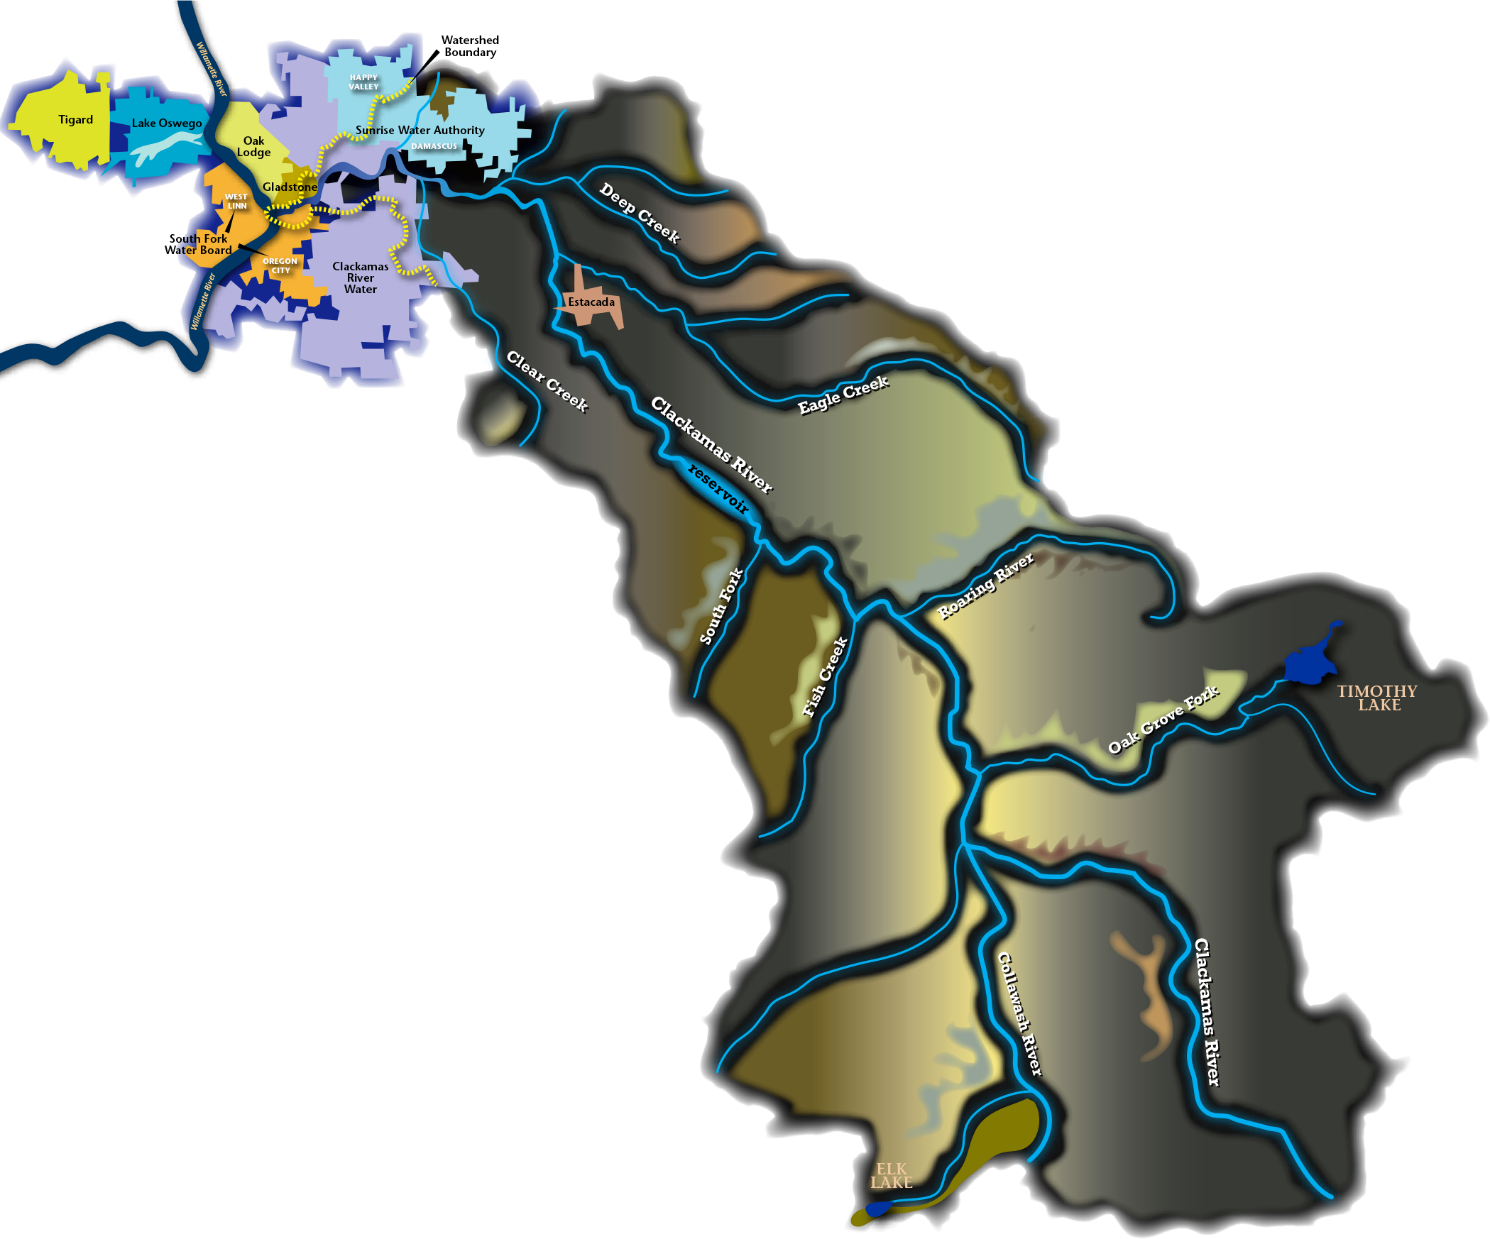 Watershed
Boundary
Willamette River
HAPPY
VALLEY
Tigard
Lake Oswego
Oak
Lodge
Sunrise Water Authority
DAMASCUS
Gladstone
WEST
LINN
South Fork
Water Board
OREGON
CITY
Clackamas
River
Water
Willamette River
Deep Creek
Estacada
Clear Creek
Eagle Creek
Clackamas River
reservoir
South Fork
Fish Creek
Roaring River
Oak Grove Fork
TIMOTHY
LAKE
Collawash River
Clackamas River
ELK
LAKE